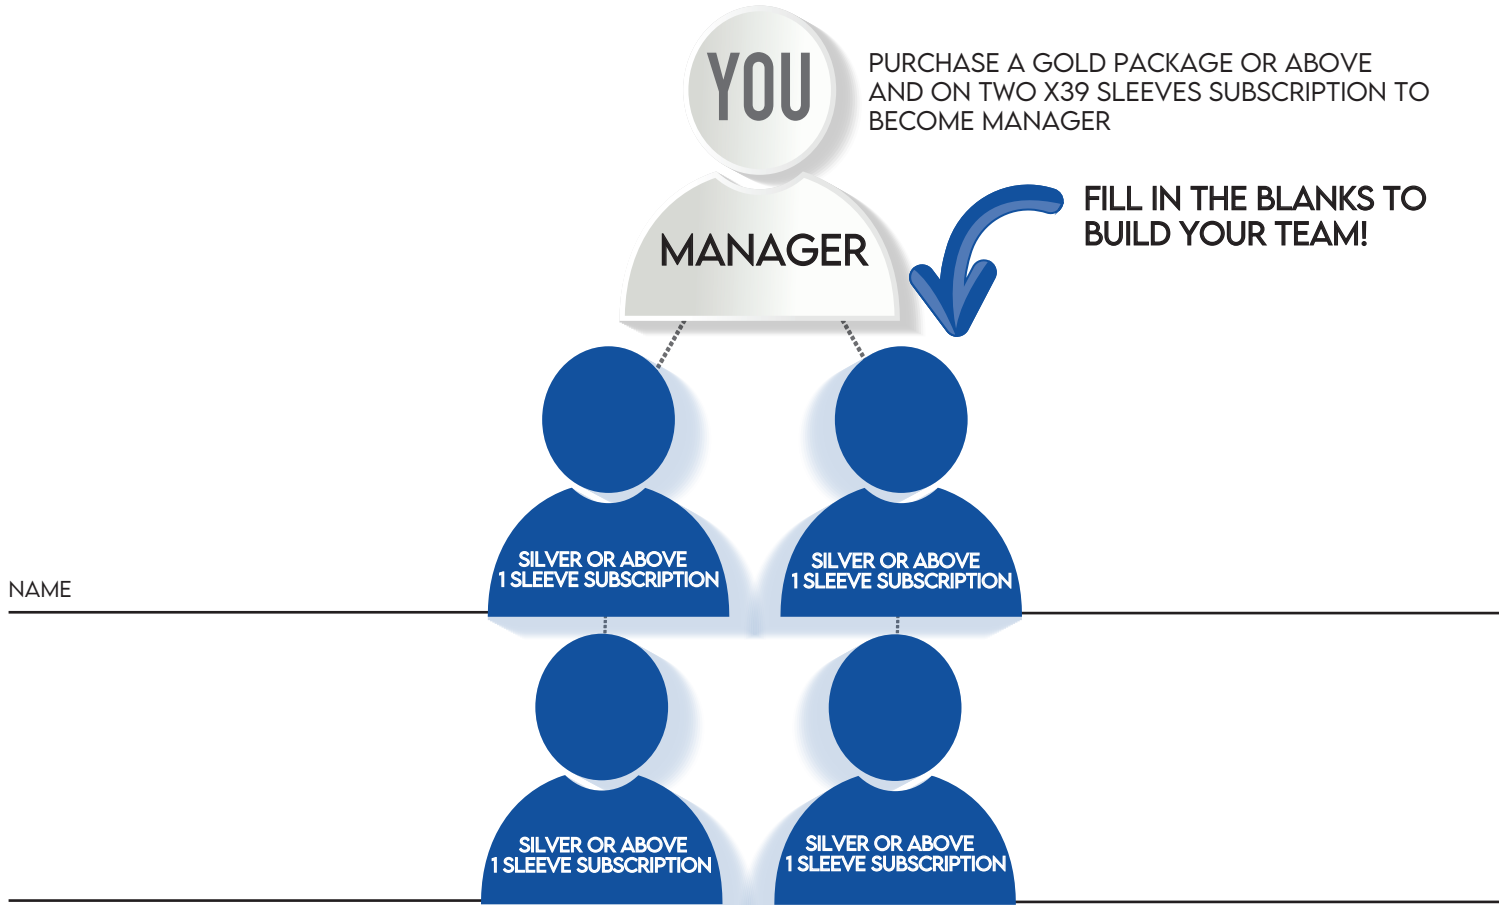 YOU
PURCHASE A GOLD PACKAGE OR ABOVE
AND ON TWO X39 SLEEVES SUBSCRIPTION TO
BECOME MANAGER
FILL IN THE BLANKS TO
BUILD YOUR TEAM!
MANAGER
SILVER OR ABOVE
1 SLEEVE SUBSCRIPTION
SILVER OR ABOVE
1 SLEEVE SUBSCRIPTION
NAME
SILVER OR ABOVE
1 SLEEVE SUBSCRIPTION
SILVER OR ABOVE
1 SLEEVE SUBSCRIPTION